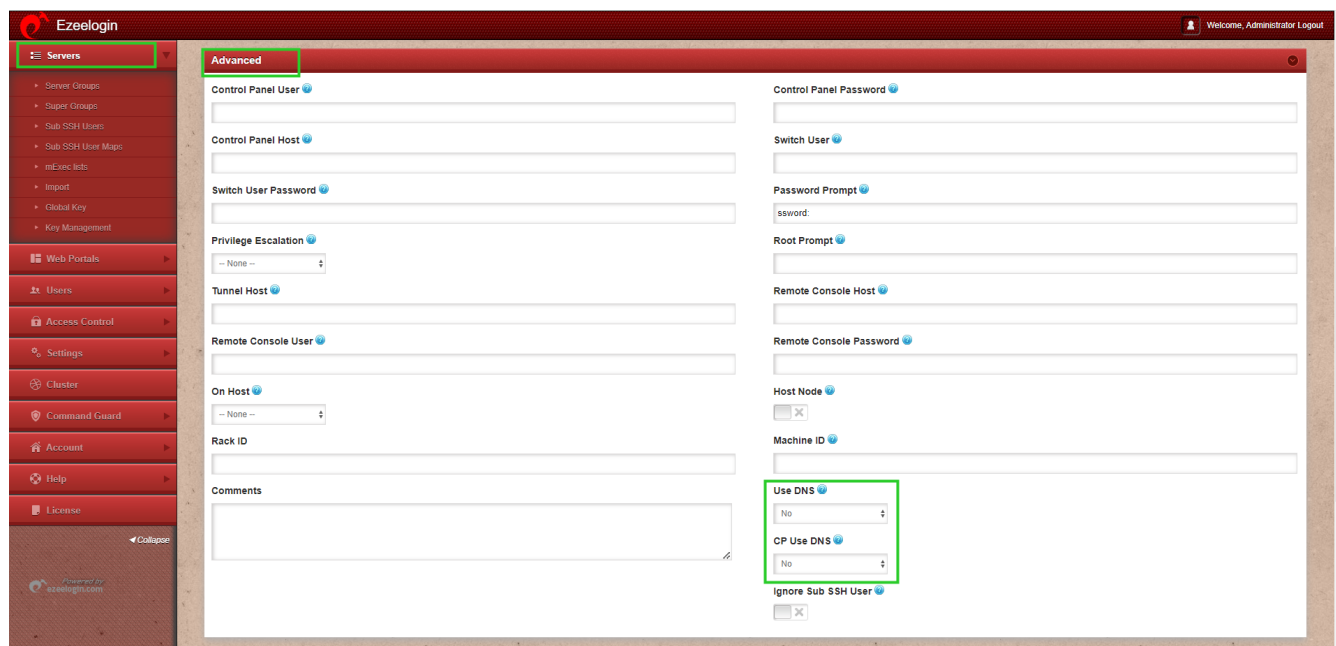 Ezeelogin
Welcome, Administrator Logout
Servers
Server Groups
Super Groups
Sub SSH Users
Sub SSH User Maps
mExec lists
Import
Global Key
Key Management
Web Portals
Users
Access Control
Settings
Cluster
Command Guard
Account
Help
License
Collapse
Powered by
ezeelogin.com
Advanced
Control Panel User
Control Panel Password
Control Panel Host
Switch User
Switch User Password
Password Prompt
ssword:
Privilege Escalation
-- None --
Root Prompt
Tunnel Host
Remote Console Host
Remote Console User
Remote Console Password
On Host
-- None --
Host Node
Rack ID
Machine ID
Comments
Use DNS
No
CP Use DNS
No
Ignore Sub SSH User